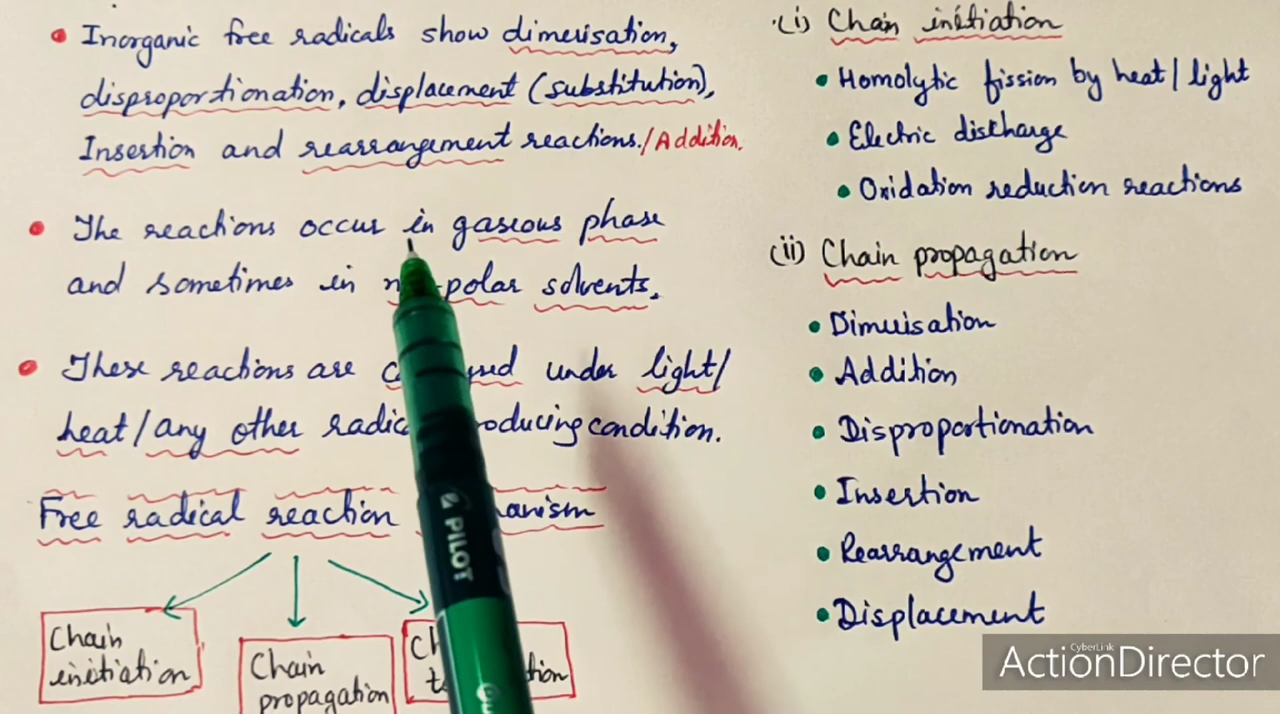 Inorganic free radicals show dimerisation,
disproportionation, displacement (substitution),
Insertion and rearrangement reactions./Addition.
The reactions occur in gaseous phase
and sometimes in polar solvents.
These reactions are under light/
heat/any other condition.
Free radical reaction
Chain
initiation
Chain
propagation
(i) Chain initiation
Homolytic fission by heat/light
Electric discharge
Oxidation reduction reactions
(ii) Chain propagation
Dimerisation
Addition
Disproportionation
Insertion
Rearrangement
Displacement
PILOT
CyberLink
ActionDirector